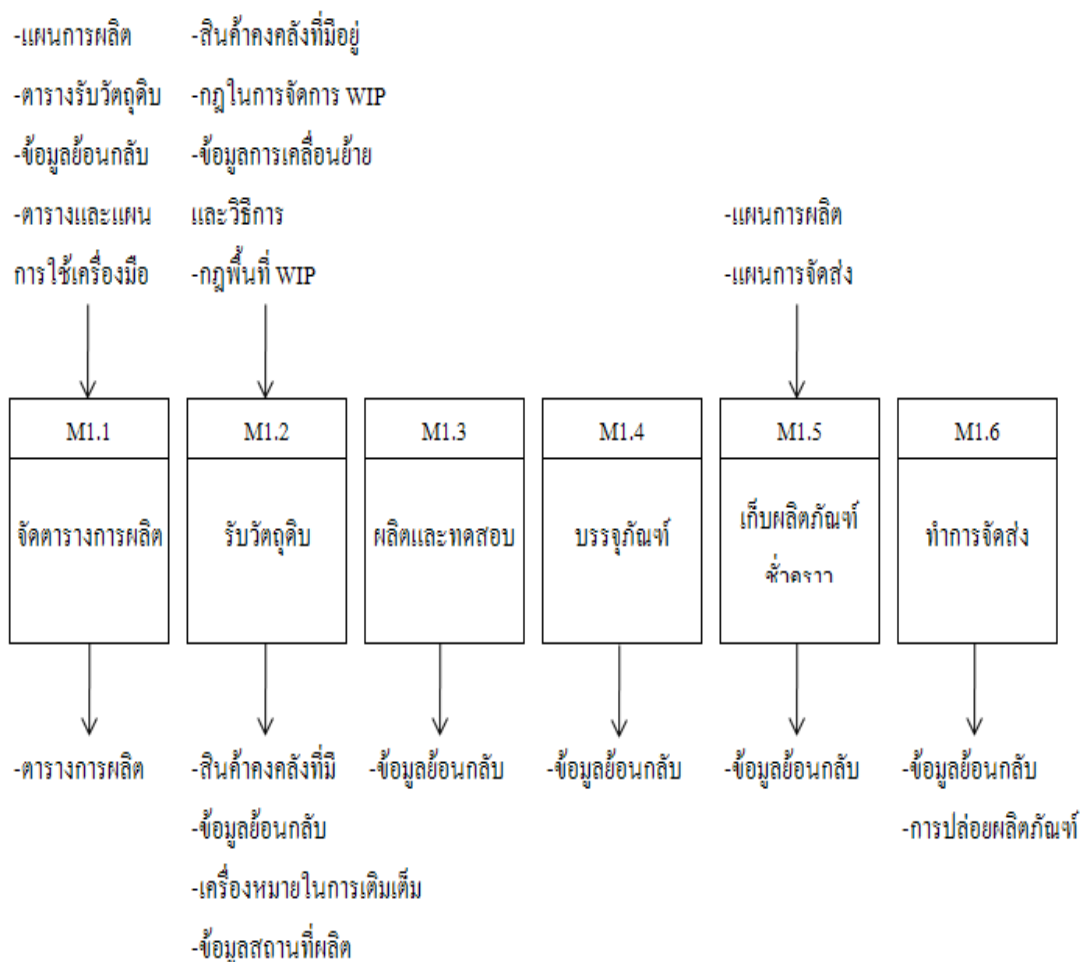 -แผนการผลิต
-ตารางรับวัตถุดิบ
-ข้อมูลย้อนกลับ
-ตารางและแผน
การใช้เครื่องมือ
-สินค้าคงคลังที่มีอยู่
-กฎในการจัดการ WIP
-ข้อมูลการเคลื่อนย้าย
และวิธีการ
-กฎพื้นที่ WIP
-แผนการผลิต
-แผนการจัดส่ง
M1.1
จัดตารางการผลิต
M1.2
รับวัตถุดิบ
M1.3
ผลิตและทดสอบ
M1.4
บรรจุภัณฑ์
M1.5
เก็บผลิตภัณฑ์
ชั่วคราว
M1.6
ทำการจัดส่ง
-ตารางการผลิต
-สินค้าคงคลังที่มี
-ข้อมูลย้อนกลับ
-เครื่องหมายในการเติมเต็ม
-ข้อมูลสถานที่ผลิต
-ข้อมูลย้อนกลับ
-ข้อมูลย้อนกลับ
-ข้อมูลย้อนกลับ
-ข้อมูลย้อนกลับ
-การปล่อยผลิตภัณฑ์